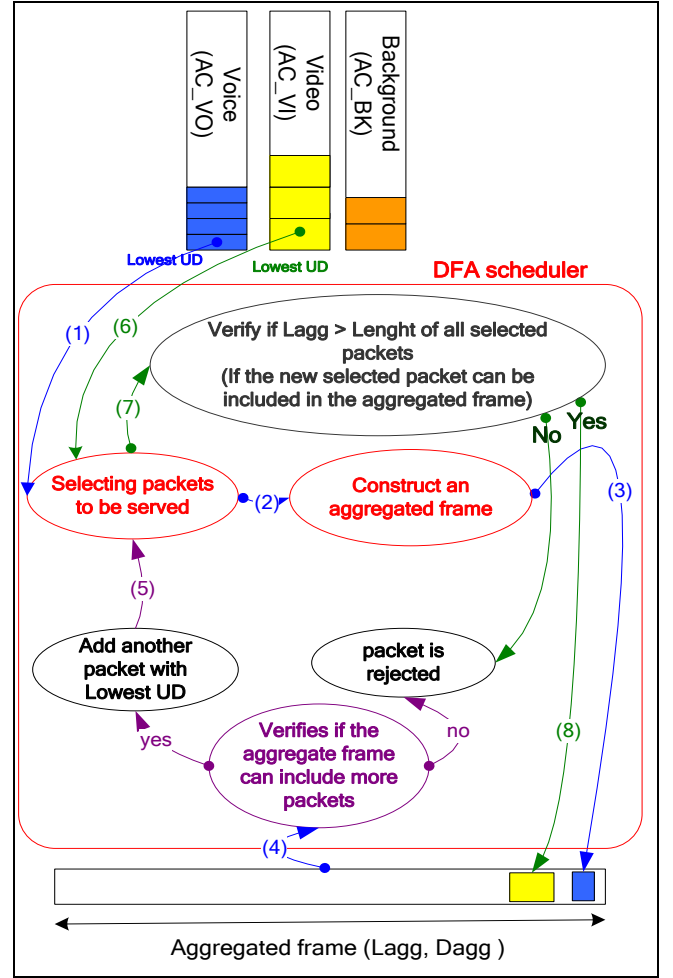 Voice
(AC_VO)
Video
(AC_VI)
Background
(AC_BK)
Lowest UD
Lowest UD
DFA scheduler
(1)
(6)
Verify if Lagg > Lenght of all selected
packets
(If the new selected packet can be
included in the aggregated frame)
(7)
No
Yes
Selecting packets
to be served
(2)
Construct an
aggregated frame
(3)
(5)
Add another
packet with
Lowest UD
packet is
rejected
yes
Verifies if the
aggregate frame
can include more
packets
no
(8)
(4)
Aggregated frame (Lagg, Dagg )